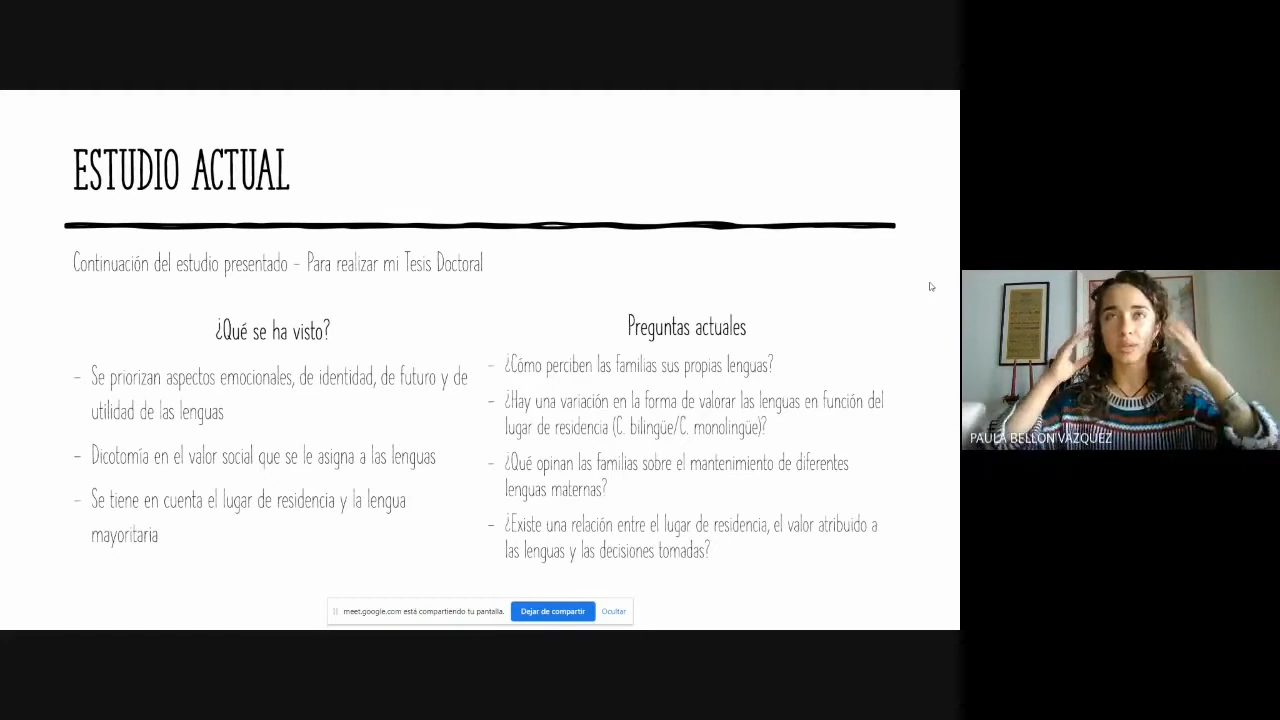 ESTUDIO ACTUAL
Continuación del estudio presentado - Para realizar mi Tesis Doctoral
¿Qué se ha visto?
- Se priorizan aspectos emocionales, de identidad, de futuro y de
utilidad de las lenguas
- Dicotomía en el valor social que se le asigna a las lenguas
- Se tiene en cuenta el lugar de residencia y la lengua
mayoritaria
Preguntas actuales
- ¿Cómo perciben las familias sus propias lenguas?
- ¿Hay una variación en la forma de valorar las lenguas en función del
lugar de residencia (C. bilingüe/C. monolingüe)?
- ¿Qué opinan las familias sobre el mantenimiento de diferentes
lenguas maternas?
- ¿Existe una relación entre el lugar de residencia, el valor atribuido a
las lenguas y las decisiones tomadas?
meet.google.com está compartiendo tu pantalla.
Dejar de compartir
Ocultar
PAULA BELLON VAZQUEZ